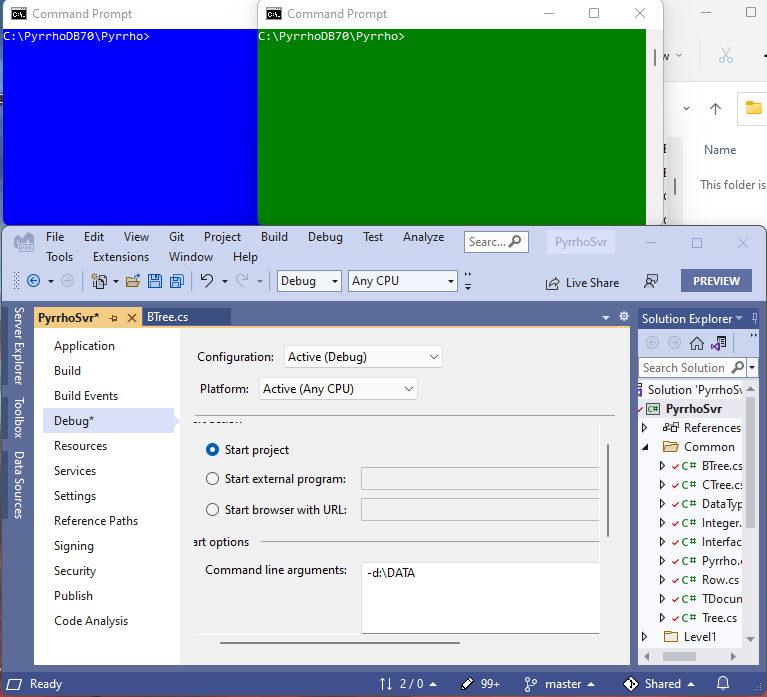 Command Prompt
Command Prompt
C:\PyrrhoDB70\Pyrrho>
C:\PyrrhoDB70\Pyrrho>
Name
This folder is
File Edit View Git Project Build Debug Test Analyze
Tools Extensions Window Help
Searc...
PyrrhoSvr
Debug
Any CPU
Live Share
PREVIEW
PyrrhoSvr*
BTree.cs
Server Explorer
Toolbox
Data Sources
Application
Build
Build Events
Debug*
Resources
Services
Settings
Reference Paths
Signing
Security
Publish
Code Analysis
Configuration: Active (Debug)
Platform: Active (Any CPU)
Start project
Start external program:
Start browser with URL:
art options
Command line arguments: -d:\DATA
Solution Explorer
Search Solution
Solution 'PyrrhoSv
C# PyrrhoSvr
References
Common
C# BTree.cs
C# CTree.cs
C# DataTyp
C# Integer.
C# Interfac
C# Pyrrho.
C# Row.cs
C# TDocun
C# Tree.cs
Level1
Ready
2 / 0
99+
master
Shared